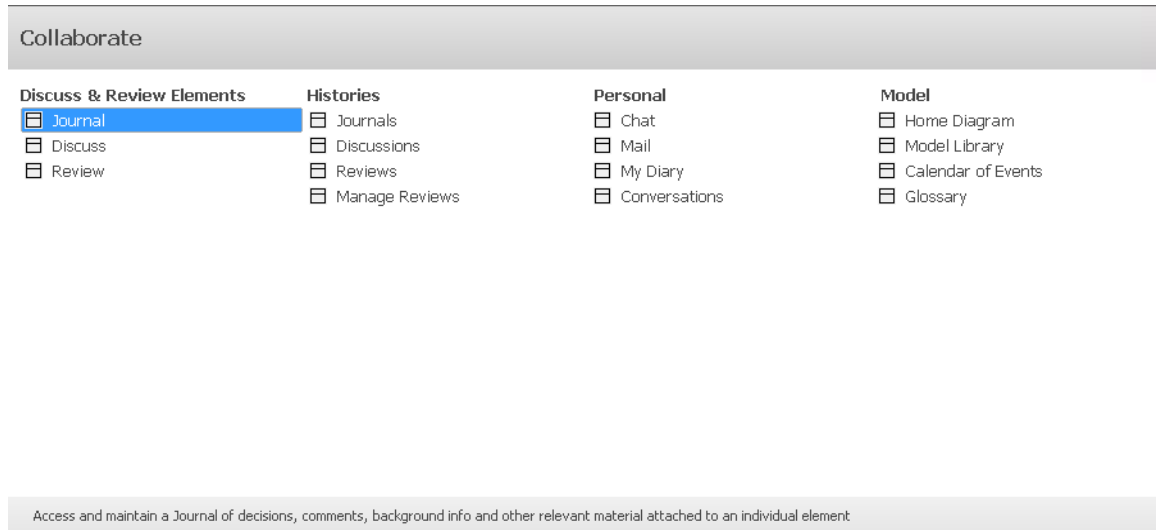 Collaborate
Discuss & Review Elements
Journal
Discuss
Review
Histories
Journals
Discussions
Reviews
Manage Reviews
Personal
Chat
Mail
My Diary
Conversations
Model
Home Diagram
Model Library
Calendar of Events
Glossary
Access and maintain a Journal of decisions, comments, background info and other relevant material attached to an individual element